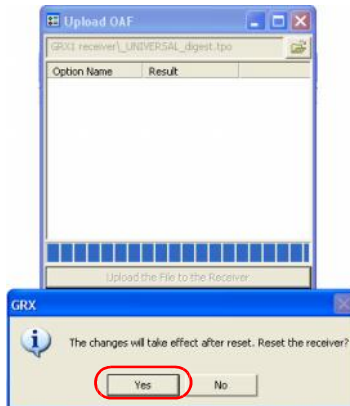 Upload OAF
GRX1 receiver\_UNIVERSAL_digest.tpo
Option Name Result
Upload the File to the Receiver
GRX
The changes will take effect after reset. Reset the receiver?
Yes No